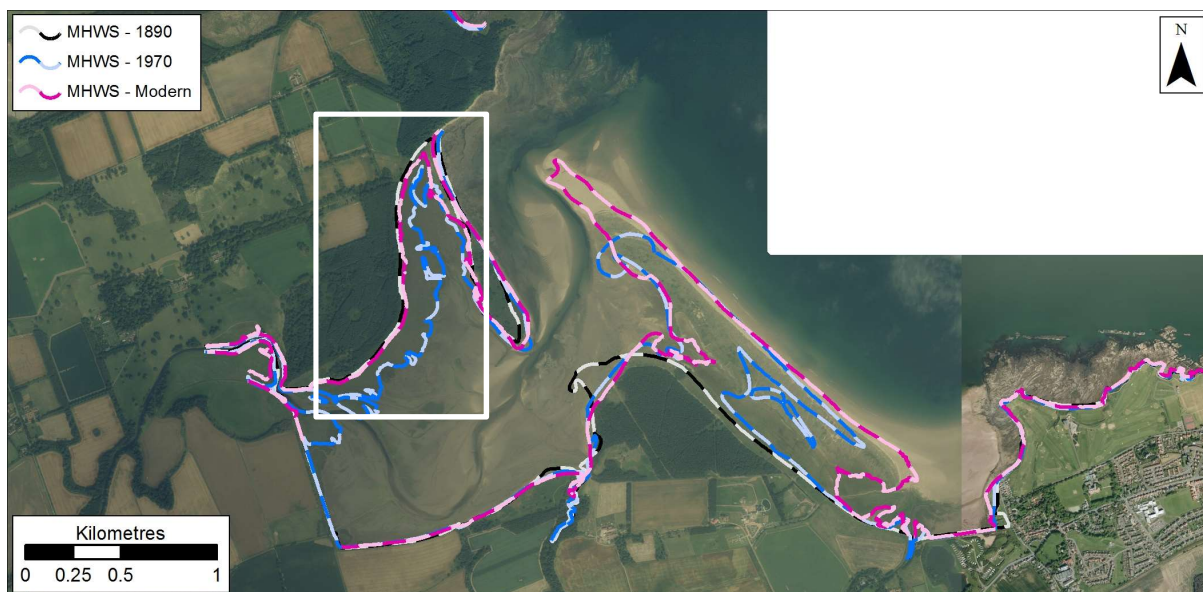 MHWS - 1890
MHWS - 1970
MHWS - Modern
N
Kilometres
0 0.25 0.5 1